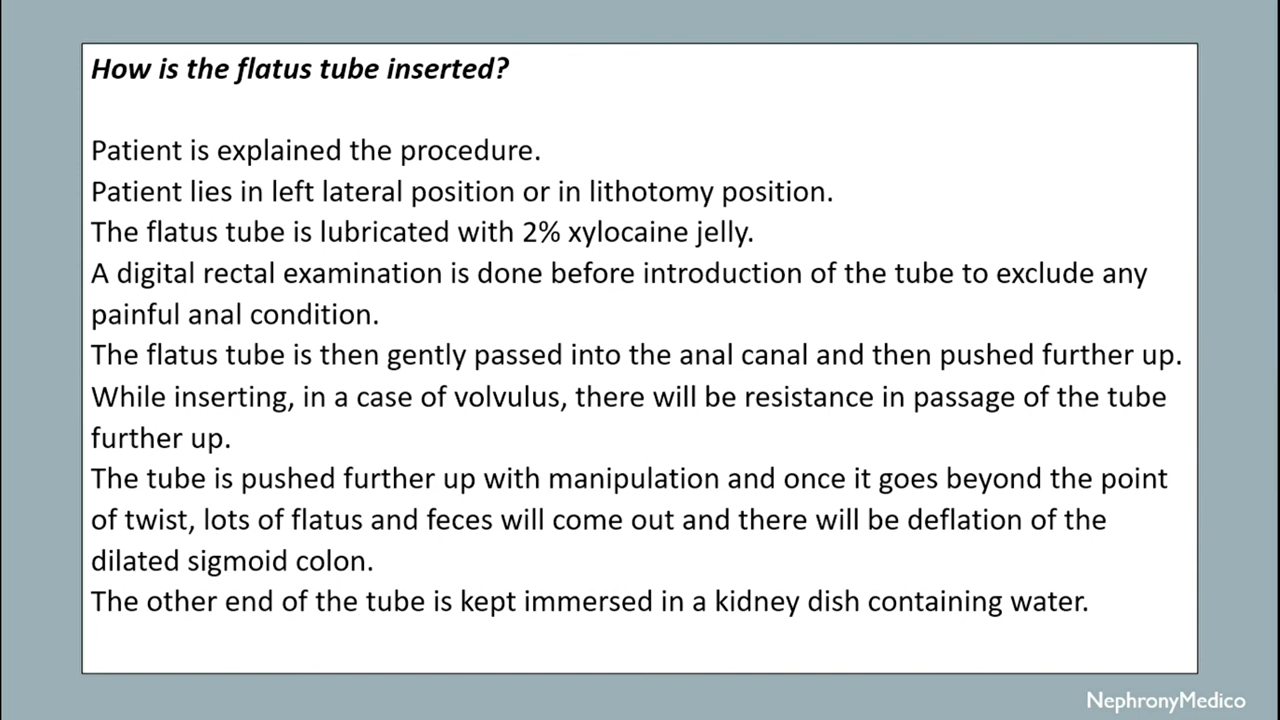 How is the flatus tube inserted?
Patient is explained the procedure.
Patient lies in left lateral position or in lithotomy position.
The flatus tube is lubricated with 2% xylocaine jelly.
A digital rectal examination is done before introduction of the tube to exclude any
painful anal condition.
The flatus tube is then gently passed into the anal canal and then pushed further up.
While inserting, in a case of volvulus, there will be resistance in passage of the tube
further up.
The tube is pushed further up with manipulation and once it goes beyond the point
of twist, lots of flatus and feces will come out and there will be deflation of the
dilated sigmoid colon.
The other end of the tube is kept immersed in a kidney dish containing water.
NephronyMedico